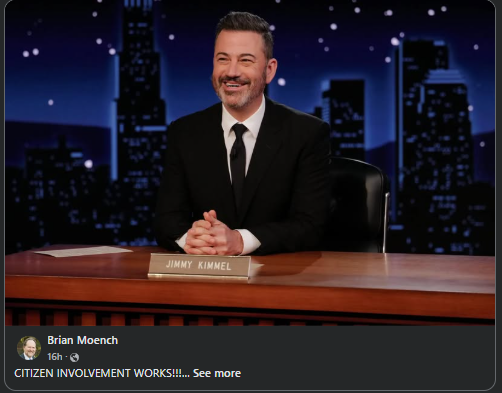 JIMMY KIMMEL
Brian Moench
16h ·
CITIZEN INVOLVEMENT WORKS!!!... See more